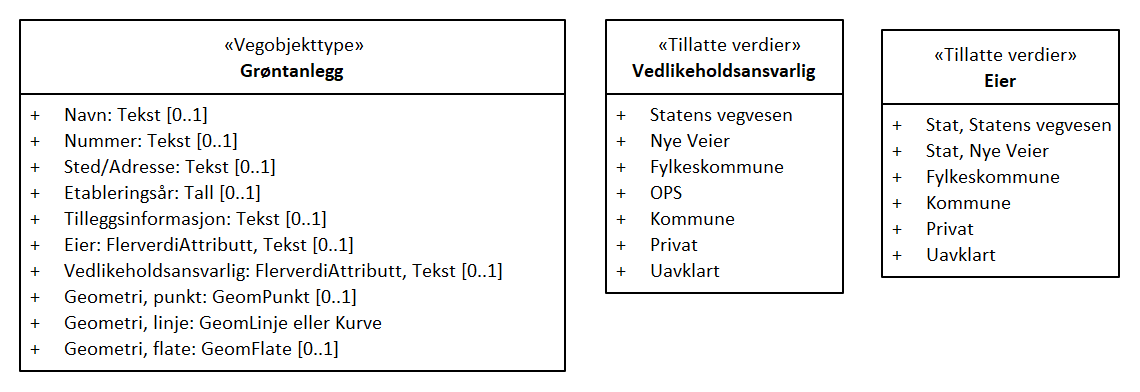 «Vegobjekttype»
Grøntanlegg
+ Navn: Tekst [0..1]
+ Nummer: Tekst [0..1]
+ Sted/Adresse: Tekst [0..1]
+ Etableringsår: Tall [0..1]
+ Tilleggsinformasjon: Tekst [0..1]
+ Eier: FlerverdiAttributt, Tekst [0..1]
+ Vedlikeholdsansvarlig: FlerverdiAttributt, Tekst [0..1]
+ Geometri, punkt: GeomPunkt [0..1]
+ Geometri, linje: GeomLinje eller Kurve
+ Geometri, flate: GeomFlate [0..1]
«Tillatte verdier»
Vedlikeholdsansvarlig
+ Statens vegvesen
+ Nye Veier
+ Fylkeskommune
+ OPS
+ Kommune
+ Privat
+ Uavklart
«Tillatte verdier»
Eier
+ Stat, Statens vegvesen
+ Stat, Nye Veier
+ Fylkeskommune
+ Kommune
+ Privat
+ Uavklart